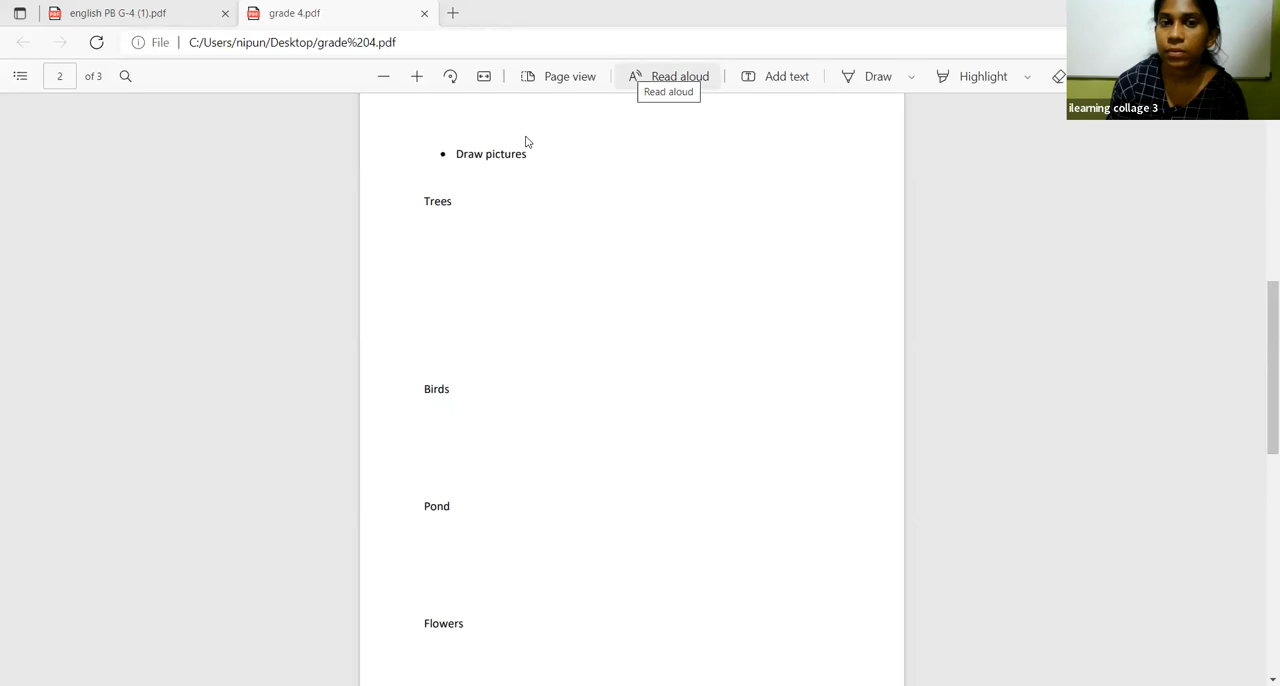 english PB G-4 (1).pdf
grade 4.pdf
File
C:/Users/nipun/Desktop/grade%204.pdf
2 of 3
Page view
Read aloud
Add text
Draw
Highlight
Read aloud
ilearning collage 3
• Draw pictures
Trees
Birds
Pond
Flowers